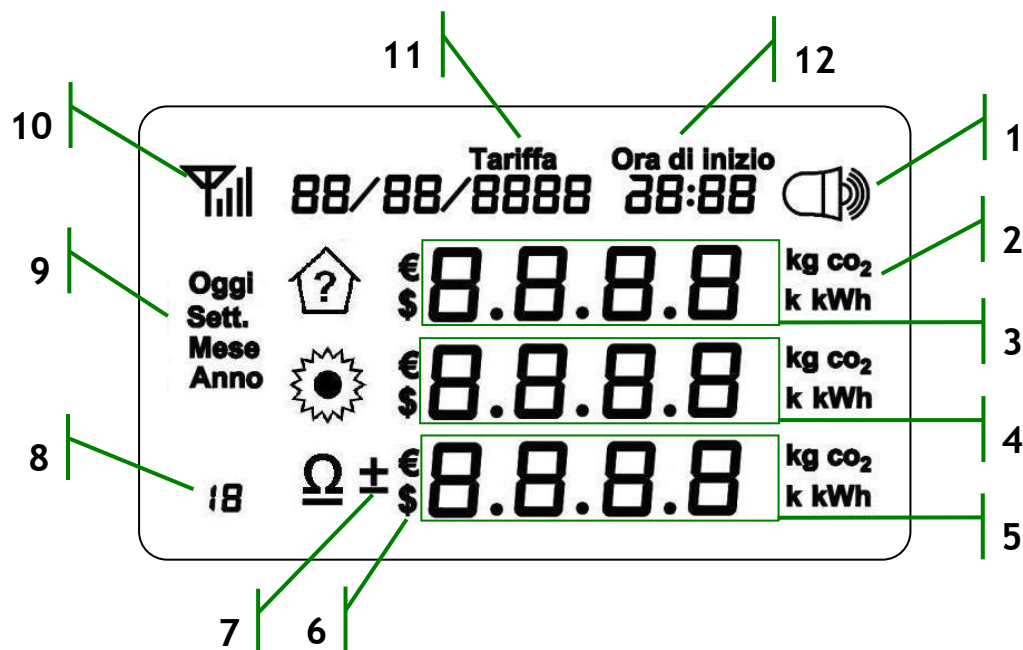 11
12
10
1
Tariffa
Ora di inizio
88/88/8888
28:88
2
9
Oggi
Sett.
Mese
Anno
?
€
$
8.8.8.8
kg co₂
k kWh
3
€
$
8.8.8.8
kg co₂
k kWh
4
8
18
Ω
±
€
$
8.8.8.8
kg co₂
k kWh
5
7
6